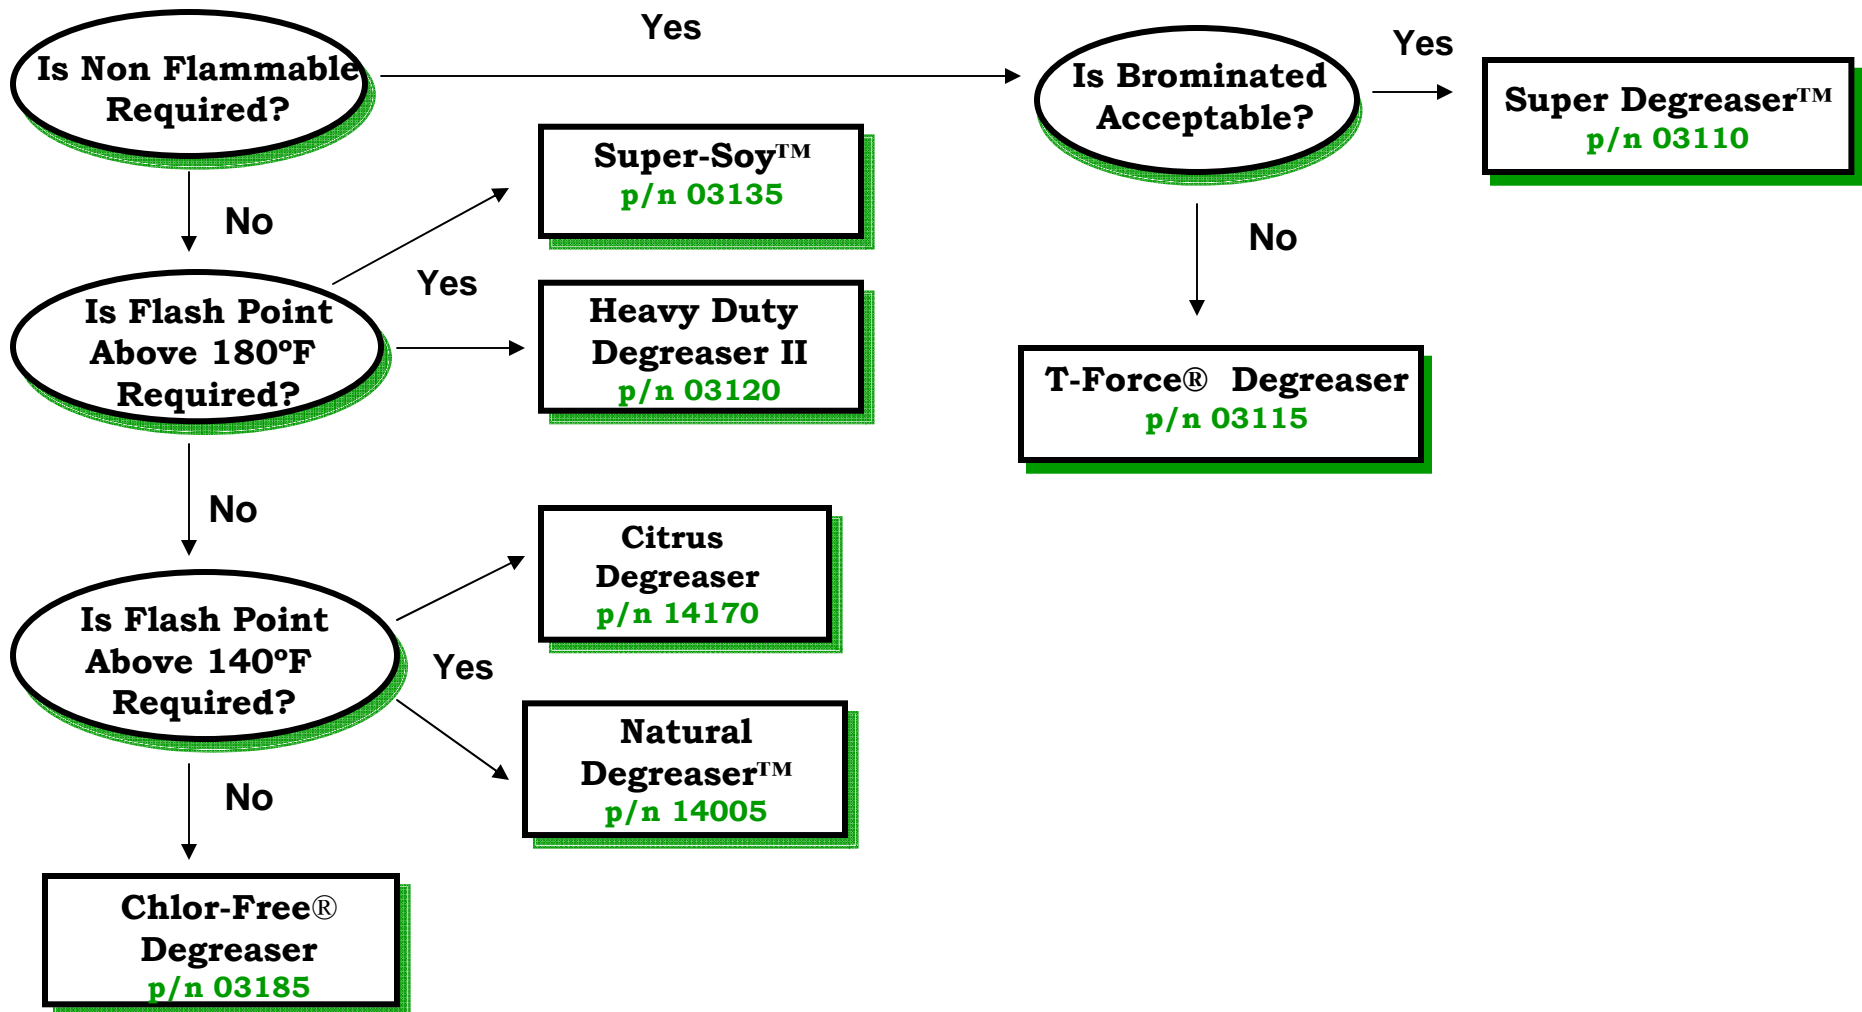 Is Non Flammable
Required?
Yes
Is Brominated
Acceptable?
Yes
Super Degreaser™
p/n 03110
No
Super-Soy™
p/n 03135
No
T-Force® Degreaser
p/n 03115
Is Flash Point
Above 180ºF
Required?
Yes
Heavy Duty
Degreaser II
p/n 03120
No
Citrus
Degreaser
p/n 14170
Is Flash Point
Above 140ºF
Required?
Yes
Natural
Degreaser™
p/n 14005
No
Chlor-Free®
Degreaser
p/n 03185